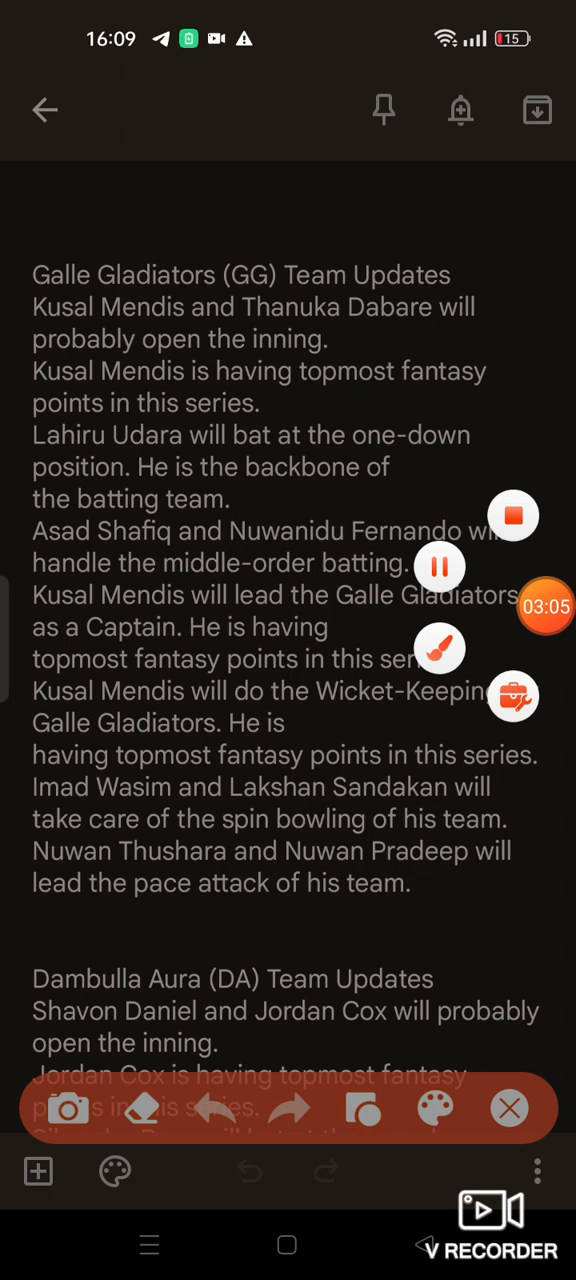 16:09
15
Galle Gladiators (GG) Team Updates
Kusal Mendis and Thanuka Dabare will
probably open the inning.
Kusal Mendis is having topmost fantasy
points in this series.
Lahiru Udara will bat at the one-down
position. He is the backbone of
the batting team.
Asad Shafiq and Nuwanidu Fernando will
handle the middle-order batting.
Kusal Mendis will lead the Galle Gladiators
03:05
as a Captain. He is having
topmost fantasy points in this
Kusal Mendis will do the Wicket-Keeping
Galle Gladiators. He is
having topmost fantasy points in this series.
Imad Wasim and Lakshan Sandakan will
take care of the spin bowling of his team.
Nuwan Thushara and Nuwan Pradeep will
lead the pace attack of his team.
Dambulla Aura (DA) Team Updates
Shavon Daniel and Jordan Cox will probably
open the inning.
Jordan Cox is having topmost fantasy
points in this series.
V RECORDER